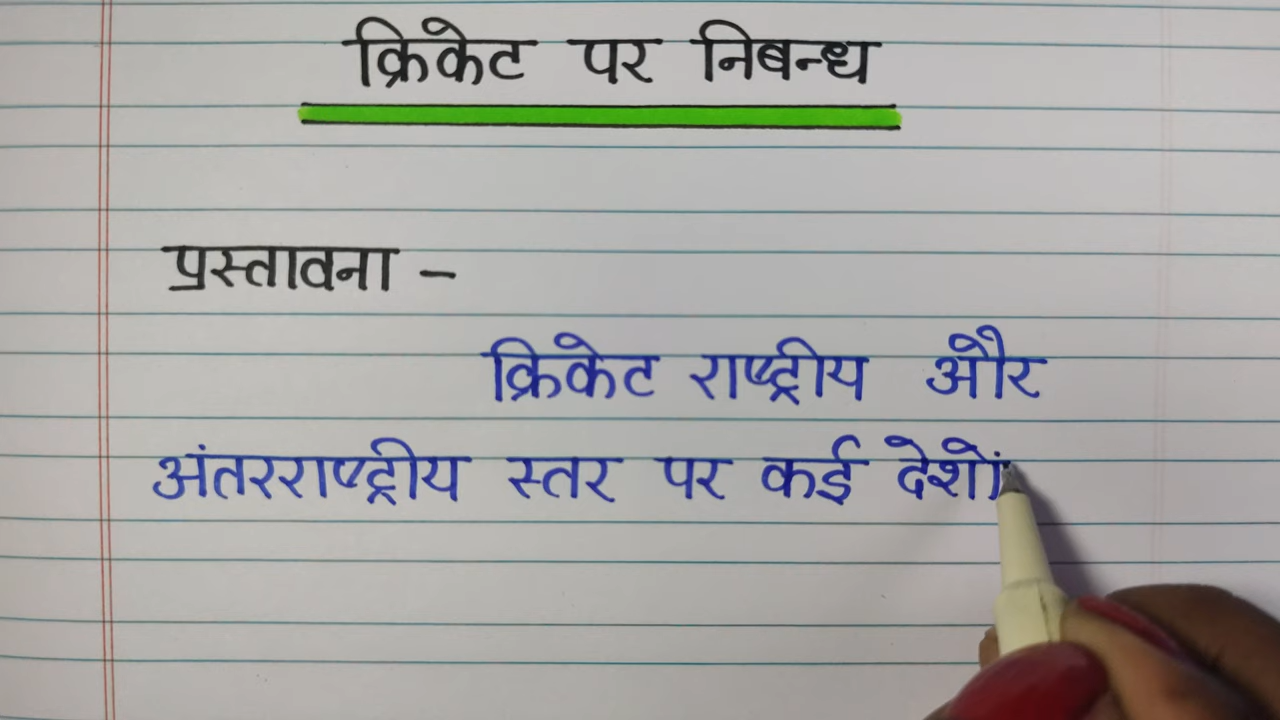 क्रिकेट पर निबन्ध
प्रस्तावना –
क्रिकेट राष्ट्रीय और
अंतरराष्ट्रीय स्तर पर कई देशों